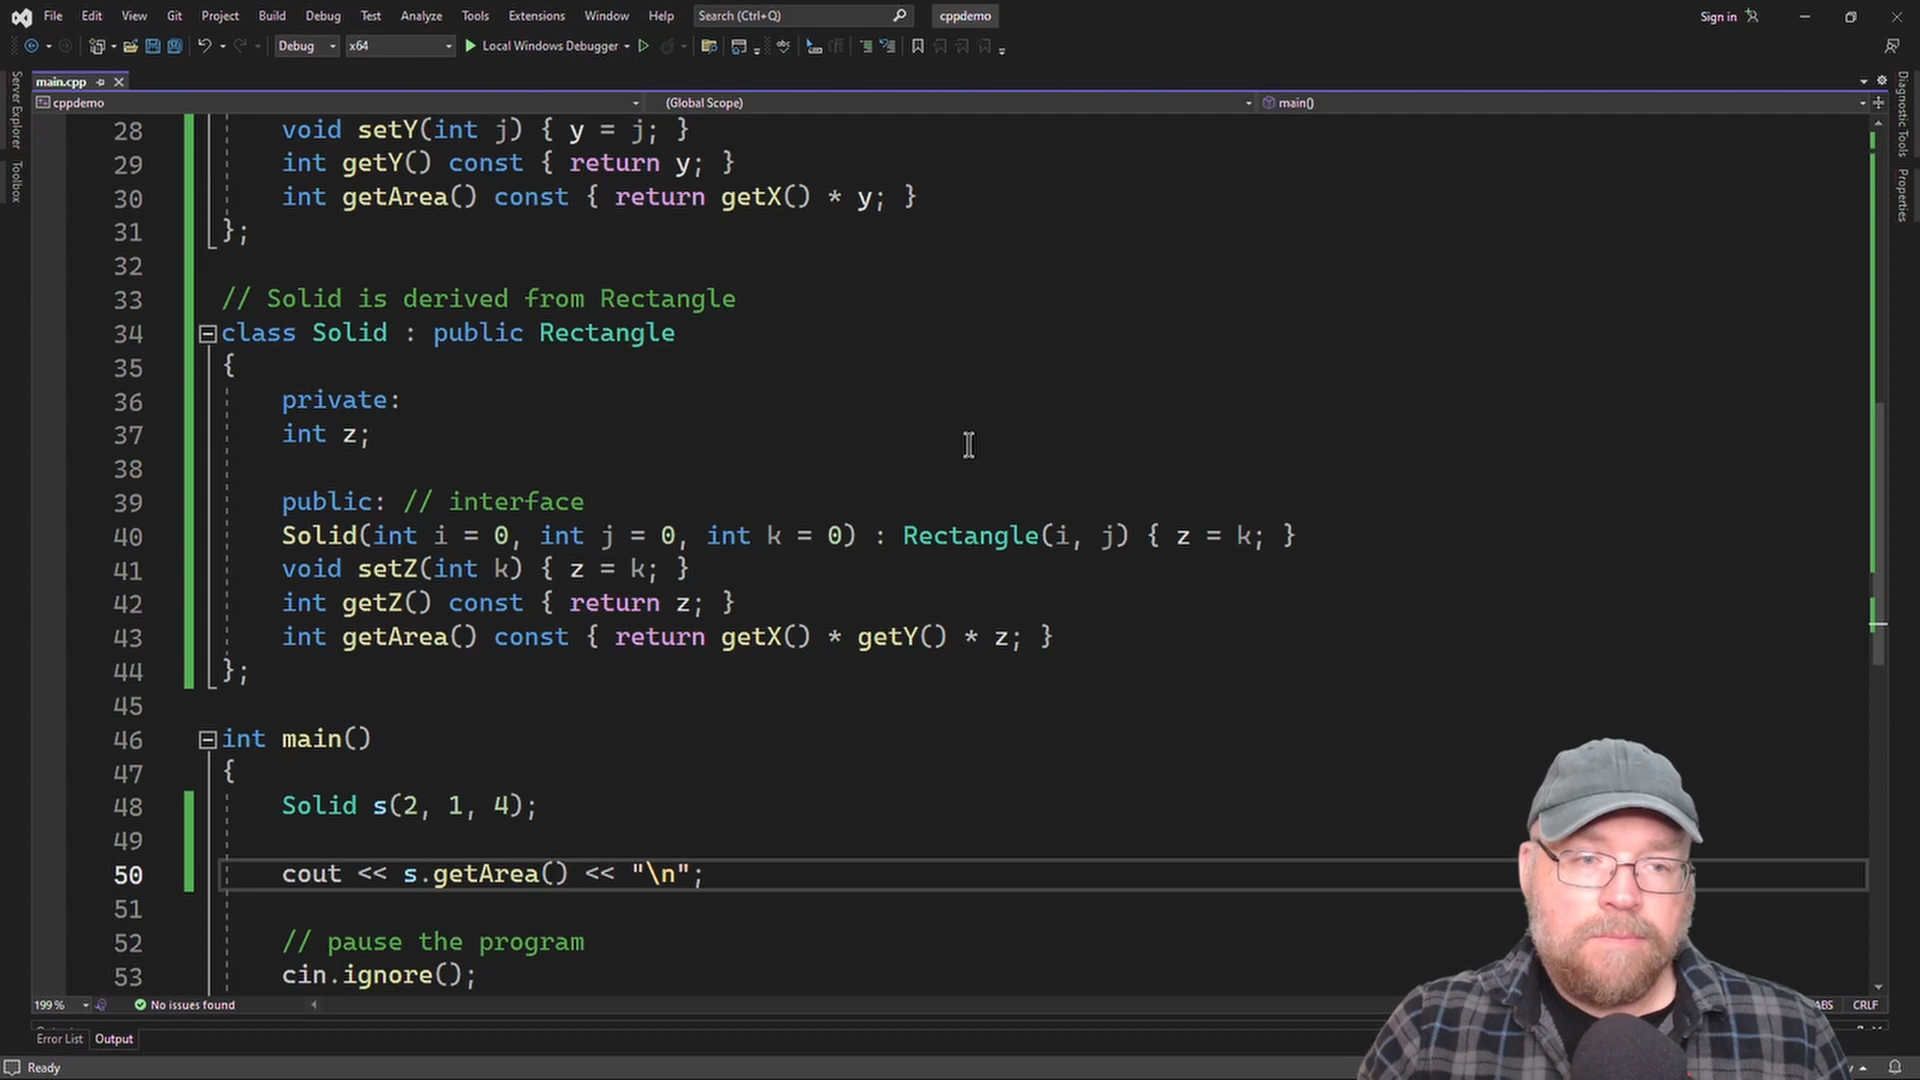 File Edit View Git Project Build Debug Test Analyze Tools Extensions Window Help Search (Ctrl+Q) cppdemo Sign in
Debug x64 Local Windows Debugger
main.cpp
cppdemo (Global Scope) main()
Server Explorer
Toolbox
Diagnostic Tools
Properties
28 void setY(int j) { y = j; }
29 int getY() const { return y; }
30 int getArea() const { return getX() * y; }
31 };
32
33 // Solid is derived from Rectangle
34 class Solid : public Rectangle
35 {
36 private:
37 int z;
38
39 public: // interface
40 Solid(int i = 0, int j = 0, int k = 0) : Rectangle(i, j) { z = k; }
41 void setZ(int k) { z = k; }
42 int getZ() const { return z; }
43 int getArea() const { return getX() * getY() * z; }
44 };
45
46 int main()
47 {
48 Solid s(2, 1, 4);
49
50 cout << s.getArea() << "\n";
51
52 // pause the program
53 cin.ignore();
199 % No issues found CRLF
Error List Output
Ready